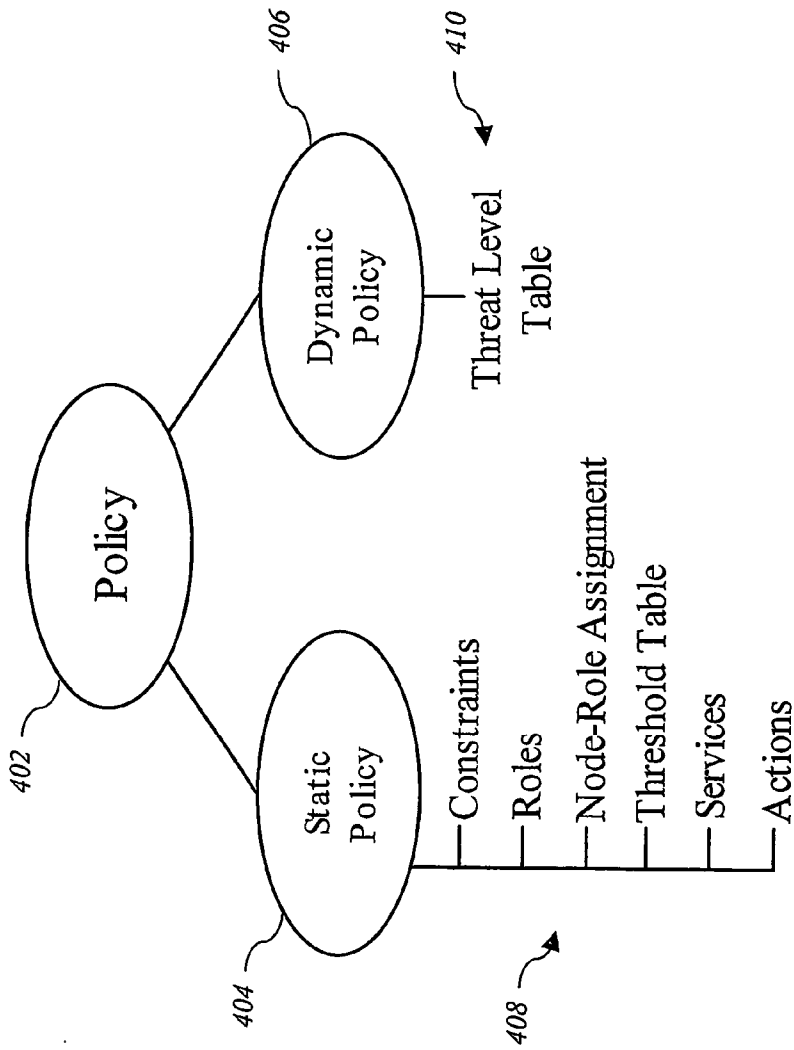 402
Policy
404
Static
Policy
406
Dynamic
Policy
408
Constraints
Roles
Node-Role Assignment
Threshold Table
Services
Actions
410
Threat Level
Table